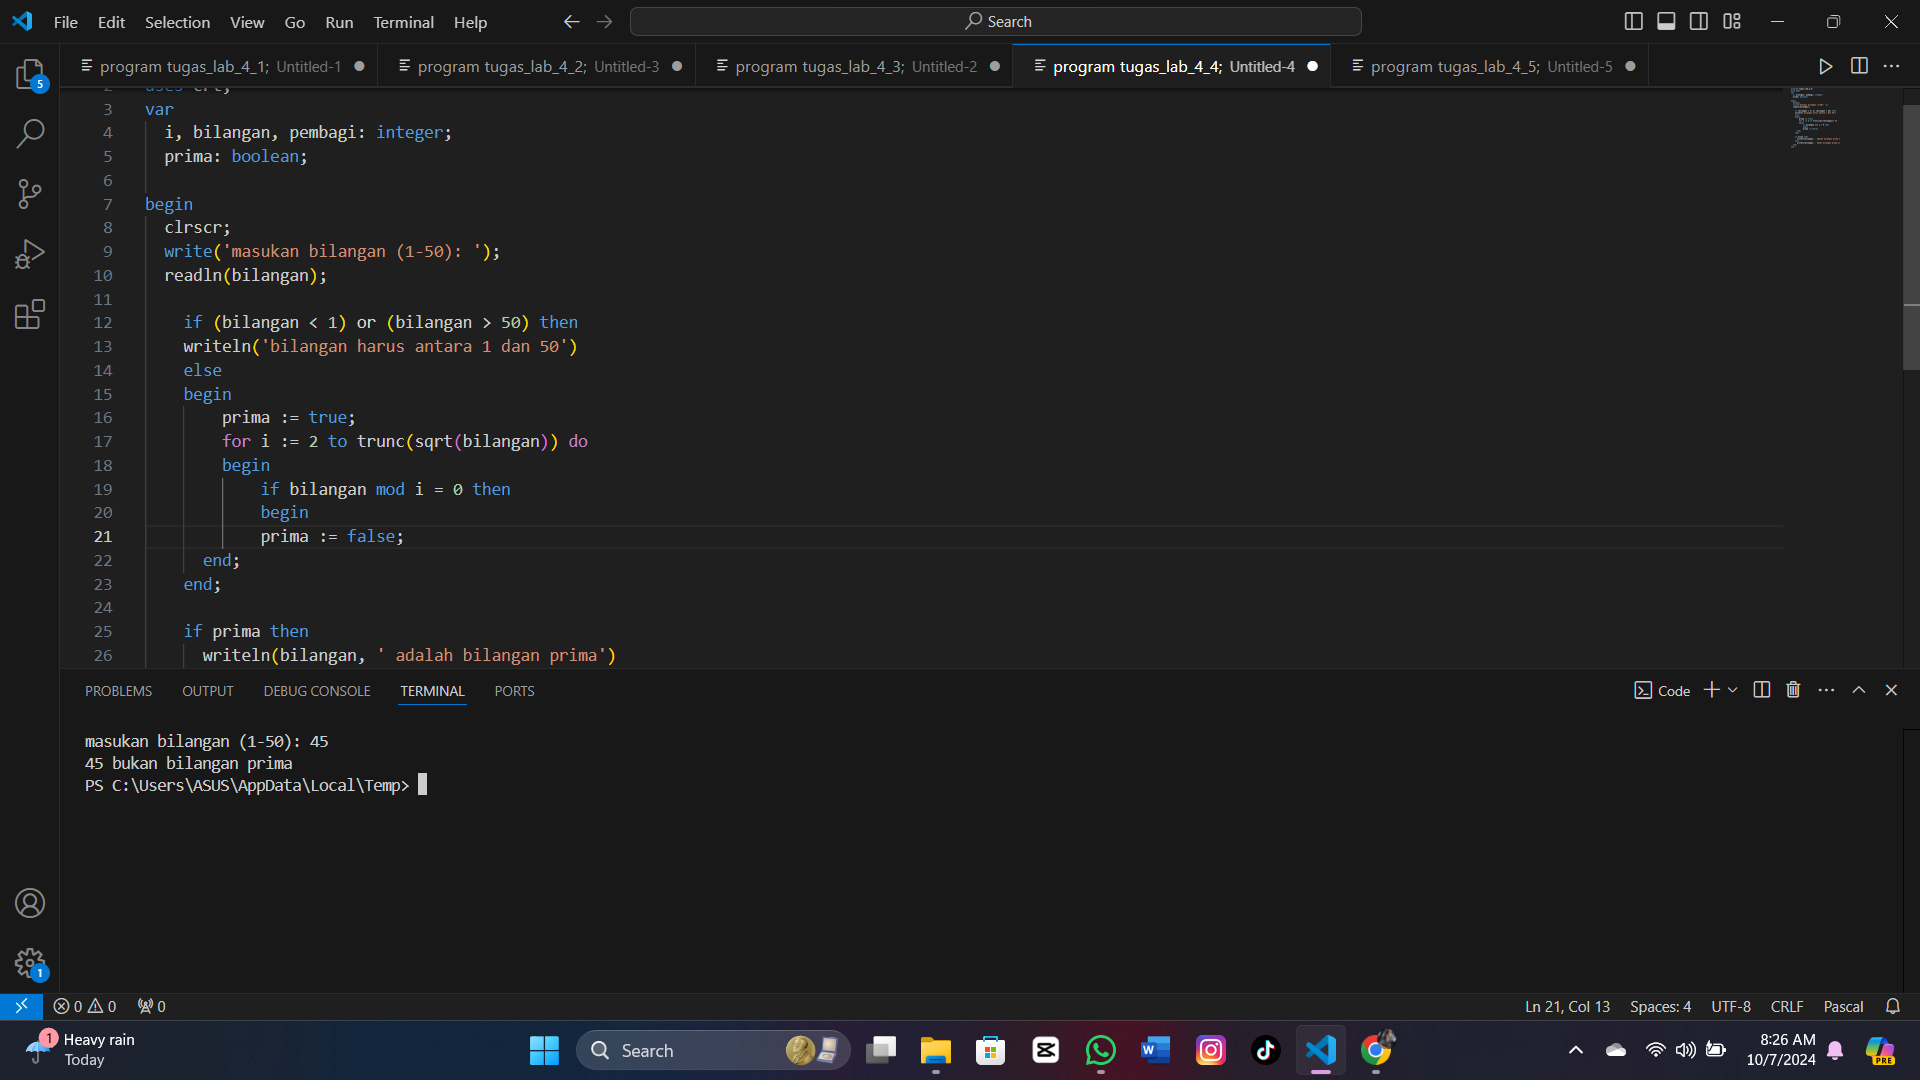 File Edit Selection View Go Run Terminal Help
Search
program tugas_lab_4_1; Untitled-1
program tugas_lab_4_2; Untitled-3
program tugas_lab_4_3; Untitled-2
program tugas_lab_4_4; Untitled-4
program tugas_lab_4_5; Untitled-5
5
2 uses crt;
3 var
4 i, bilangan, pembagi: integer;
5 prima: boolean;
6
7 begin
8 clrscr;
9 write('masukan bilangan (1-50): ');
10 readln(bilangan);
11
12 if (bilangan < 1) or (bilangan > 50) then
13 writeln('bilangan harus antara 1 dan 50')
14 else
15 begin
16 prima := true;
17 for i := 2 to trunc(sqrt(bilangan)) do
18 begin
19 if bilangan mod i = 0 then
20 begin
21 prima := false;
22 end;
23 end;
24
25 if prima then
26 writeln(bilangan, ' adalah bilangan prima')
PROBLEMS OUTPUT DEBUG CONSOLE TERMINAL PORTS
Code
masukan bilangan (1-50): 45
45 bukan bilangan prima
PS C:\Users\ASUS\AppData\Local\Temp>
1
0 0 0
Ln 21, Col 13 Spaces: 4 UTF-8 CRLF Pascal
1
Heavy rain
Today
Search
W
PRE
8:26 AM
10/7/2024